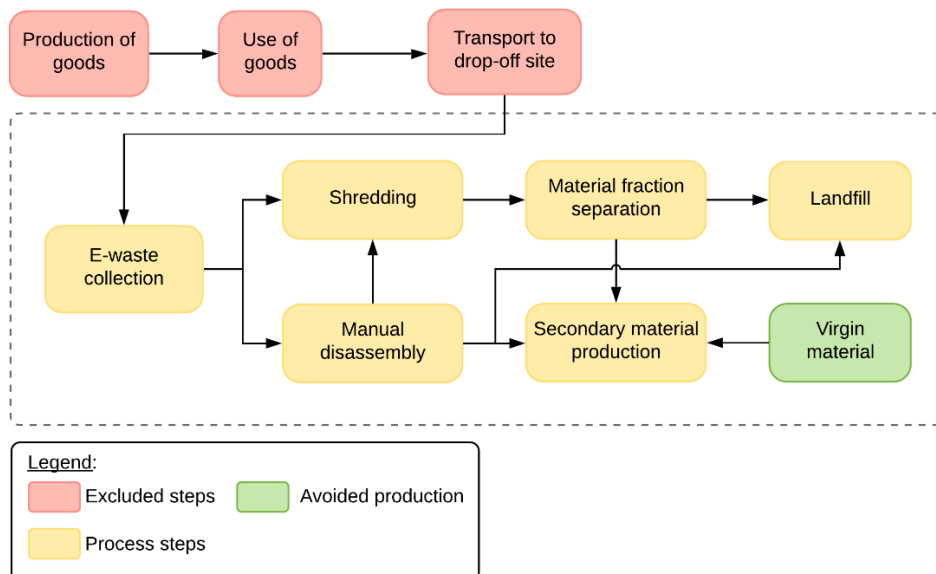 Production of
goods
Use of
goods
Transport to
drop-off site
Shredding
Material fraction
separation
Landfill
E-waste
collection
Manual
disassembly
Secondary material
production
Virgin
material
Legend:
Excluded steps
Avoided production
Process steps